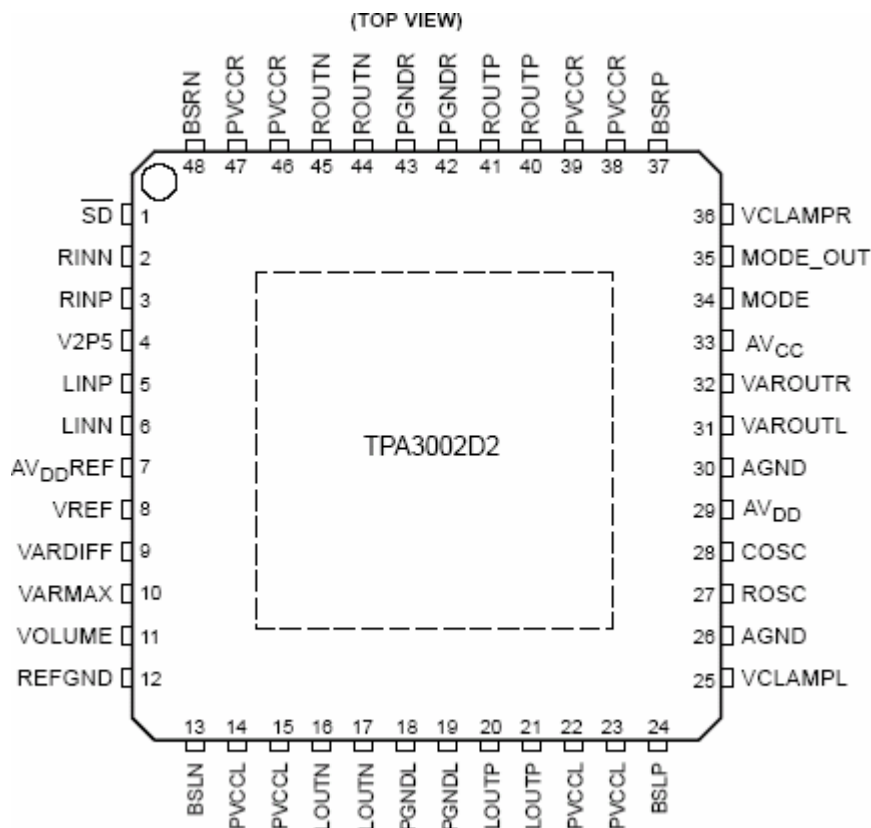 (TOP VIEW)
BSRN PVCCR PVCCR ROUTN ROUTN PGNDR PGNDR ROUTP ROUTP PVCCR PVCCR BSRP
48 47 46 45 44 43 42 41 40 39 38 37
SD 1 36 VCLAMPR
RINN 2 35 MODE_OUT
RINP 3 34 MODE
V2P5 4 33 AVCC
LINP 5 32 VAROUTR
LINN 6 31 VAROUTL
TPA3002D2
AVDDREF 7 30 AGND
VREF 8 29 AVDD
VARDIFF 9 28 COSC
VARMAX 10 27 ROSC
VOLUME 11 26 AGND
REFGND 12 25 VCLAMPL
13 14 15 16 17 18 19 20 21 22 23 24
BSLN PVCCL PVCCL LOUTN LOUTN PGNDL PGNDL LOUTP LOUTP PVCCL PVCCL BSLP